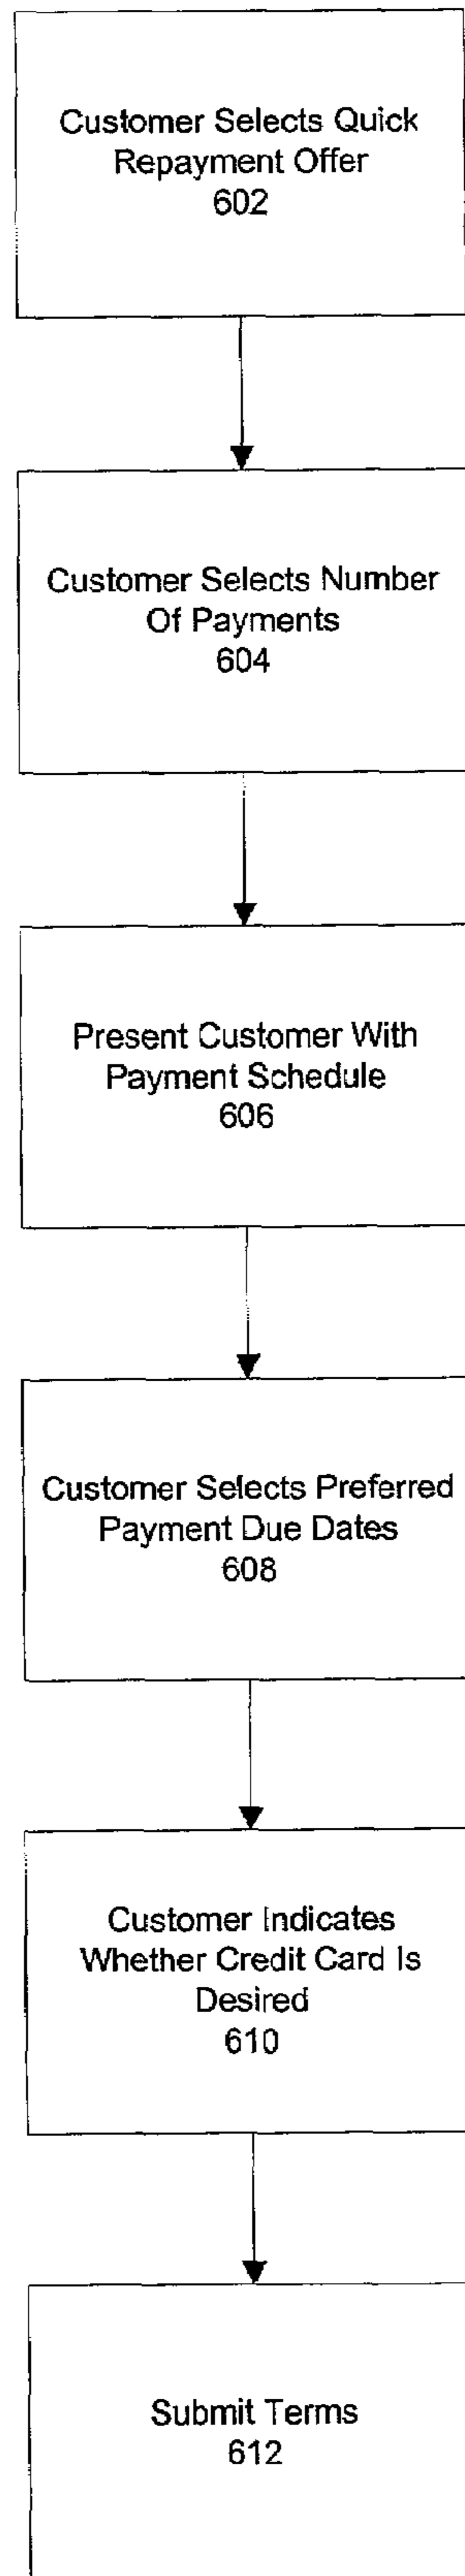 Customer Selects Quick
Repayment Offer
602
Customer Selects Number
Of Payments
604
Present Customer With
Payment Schedule
606
Customer Selects Preferred
Payment Due Dates
608
Customer Indicates
Whether Credit Card Is
Desired
610
Submit Terms
612